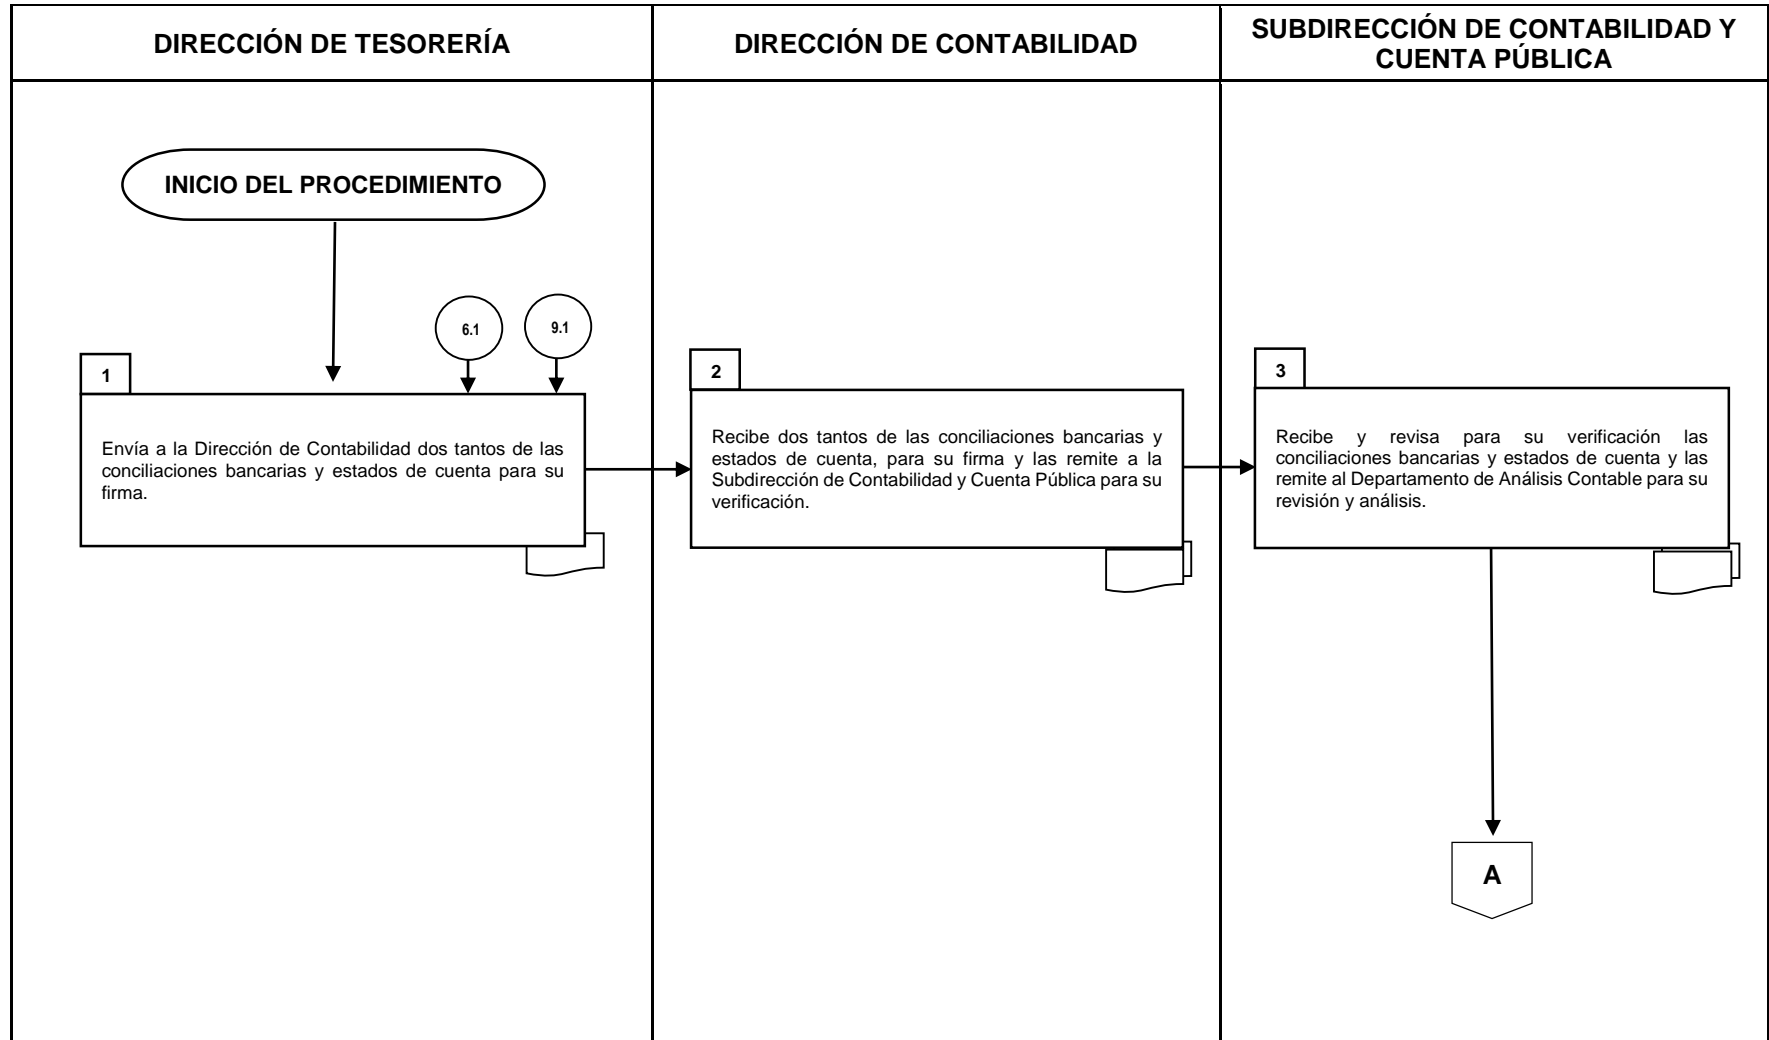 DIRECCIÓN DE TESORERÍA
DIRECCIÓN DE CONTABILIDAD
SUBDIRECCIÓN DE CONTABILIDAD Y
CUENTA PÚBLICA
INICIO DEL PROCEDIMIENTO
6.1
9.1
1
Envía a la Dirección de Contabilidad dos tantos de las
conciliaciones bancarias y estados de cuenta para su
firma.
2
Recibe dos tantos de las conciliaciones bancarias y
estados de cuenta, para su firma y las remite a la
Subdirección de Contabilidad y Cuenta Pública para su
verificación.
3
Recibe y revisa para su verificación las
conciliaciones bancarias y estados de cuenta y las
remite al Departamento de Análisis Contable para su
revisión y análisis.
A